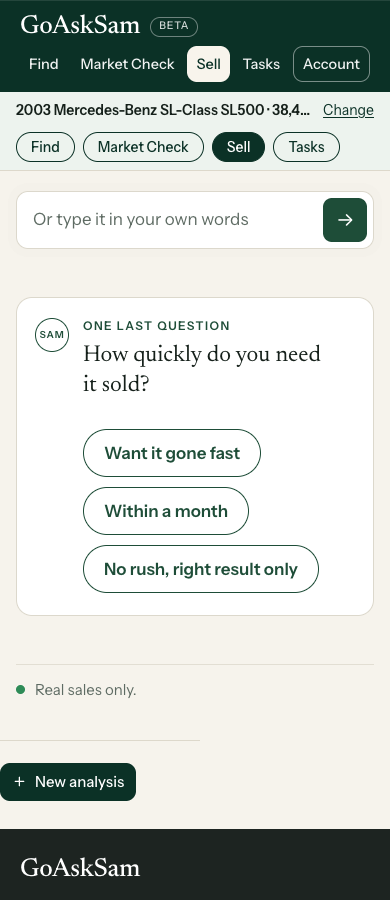 GoAskSam BETA
Find Market Check Sell Tasks Account
2003 Mercedes-Benz SL-Class SL500 · 38,4... Change
Find Market Check Sell Tasks
Or type it in your own words
SAM ONE LAST QUESTION
How quickly do you need
it sold?
Want it gone fast
Within a month
No rush, right result only
Real sales only.
+ New analysis
GoAskSam